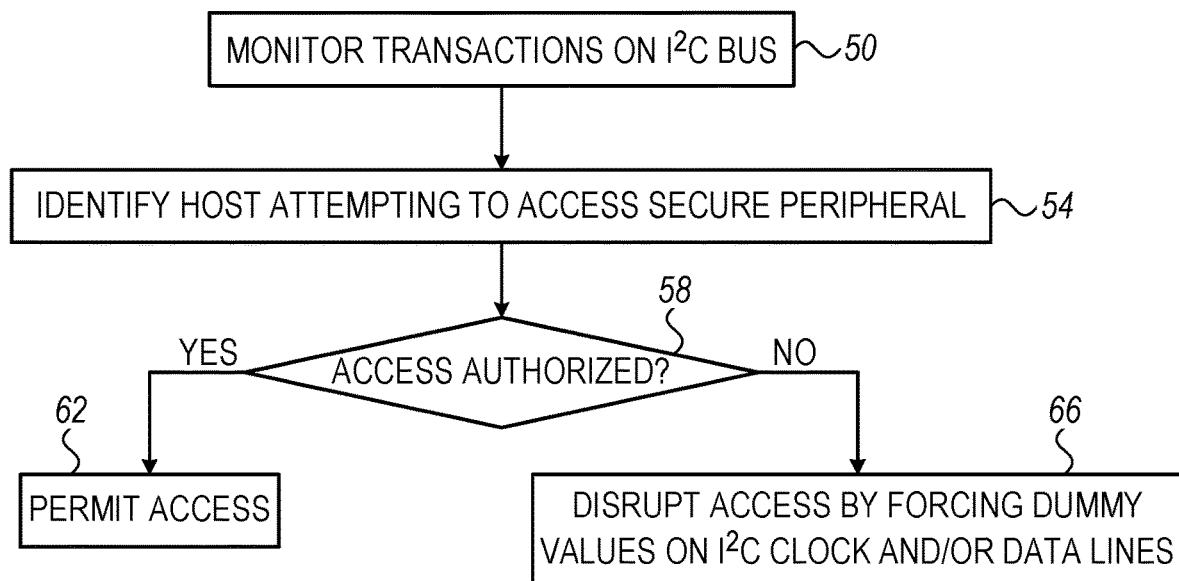 MONITOR TRANSACTIONS ON I²C BUS
50
IDENTIFY HOST ATTEMPTING TO ACCESS SECURE PERIPHERAL
54
58
YES
ACCESS AUTHORIZED?
NO
62
66
PERMIT ACCESS
DISRUPT ACCESS BY FORCING DUMMY
VALUES ON I²C CLOCK AND/OR DATA LINES